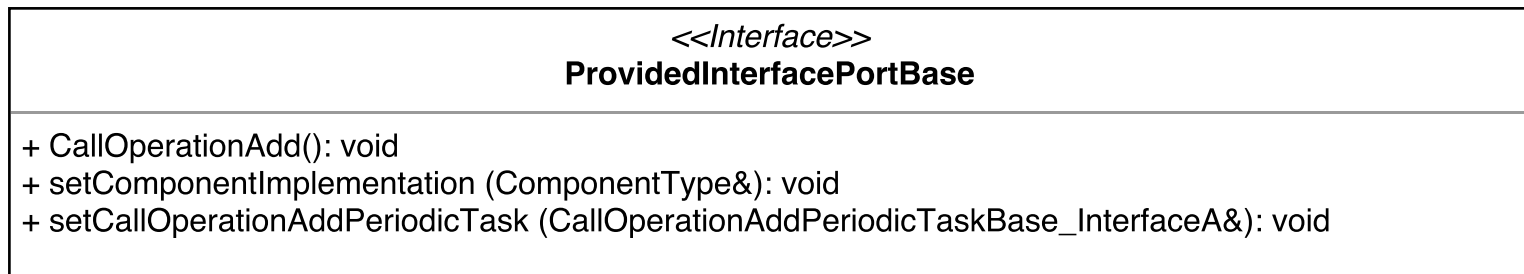 <<Interface>>
ProvidedInterfacePortBase
+ CallOperationAdd(): void
+ setComponentImplementation (ComponentType&): void
+ setCallOperationAddPeriodicTask (CallOperationAddPeriodicTaskBase_InterfaceA&): void